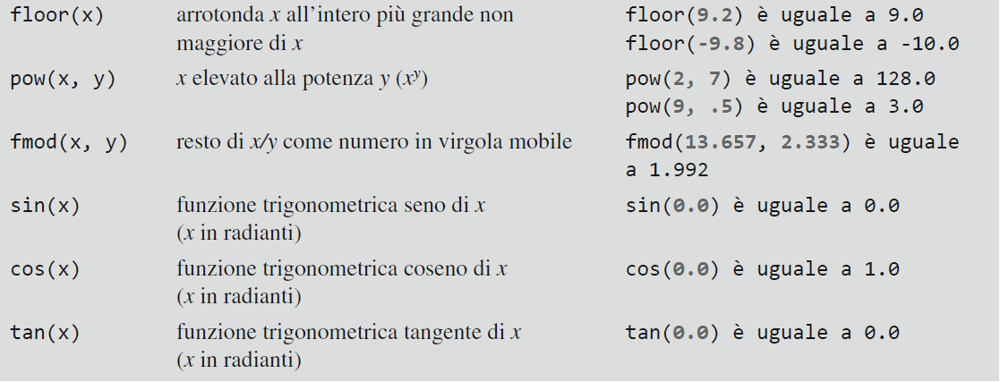 floor(x) arrotonda x all'intero più grande non floor(9.2) è uguale a 9.0
maggiore di x floor(-9.8) è uguale a -10.0
pow(x, y) x elevato alla potenza y (xʸ) pow(2, 7) è uguale a 128.0
pow(9, .5) è uguale a 3.0
fmod(x, y) resto di x/y come numero in virgola mobile fmod(13.657, 2.333) è uguale
a 1.992
sin(x) funzione trigonometrica seno di x sin(0.0) è uguale a 0.0
(x in radianti)
cos(x) funzione trigonometrica coseno di x cos(0.0) è uguale a 1.0
(x in radianti)
tan(x) funzione trigonometrica tangente di x tan(0.0) è uguale a 0.0
(x in radianti)